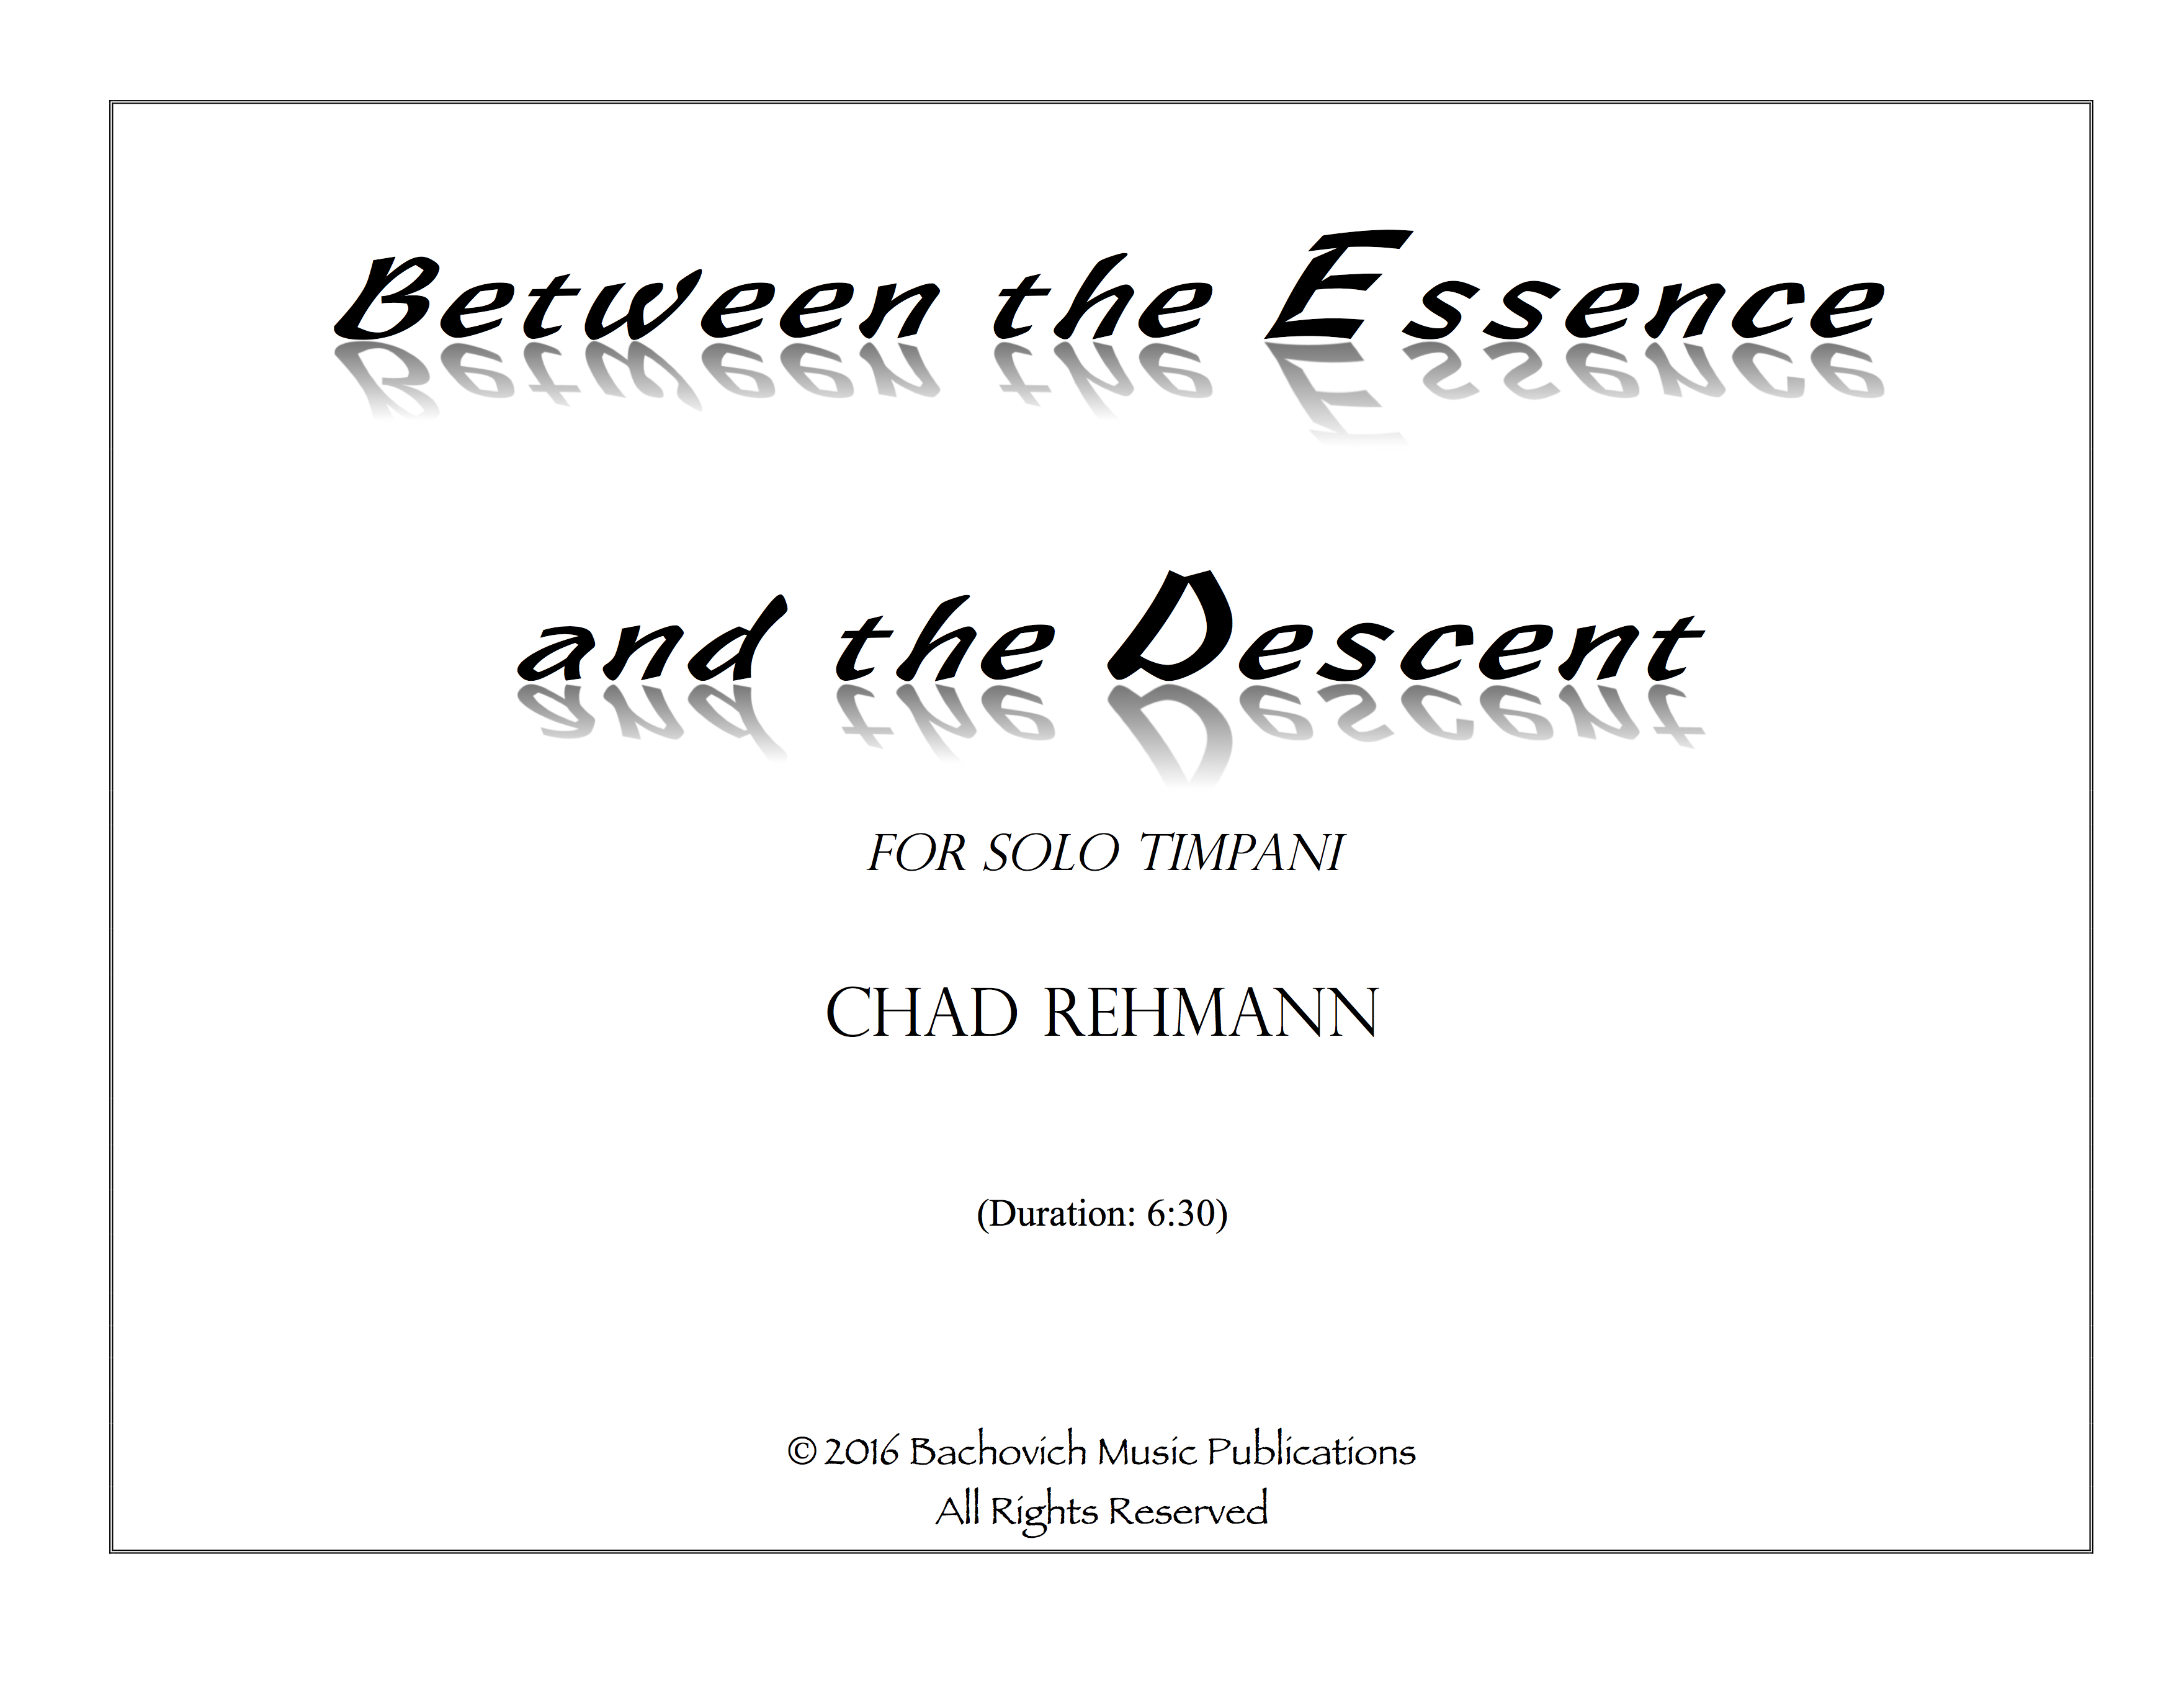 Between the Essence
and the Descent
FOR SOLO TIMPANI
CHAD REHMANN
(Duration: 6:30)
© 2016 Bachovich Music Publications
All Rights Reserved